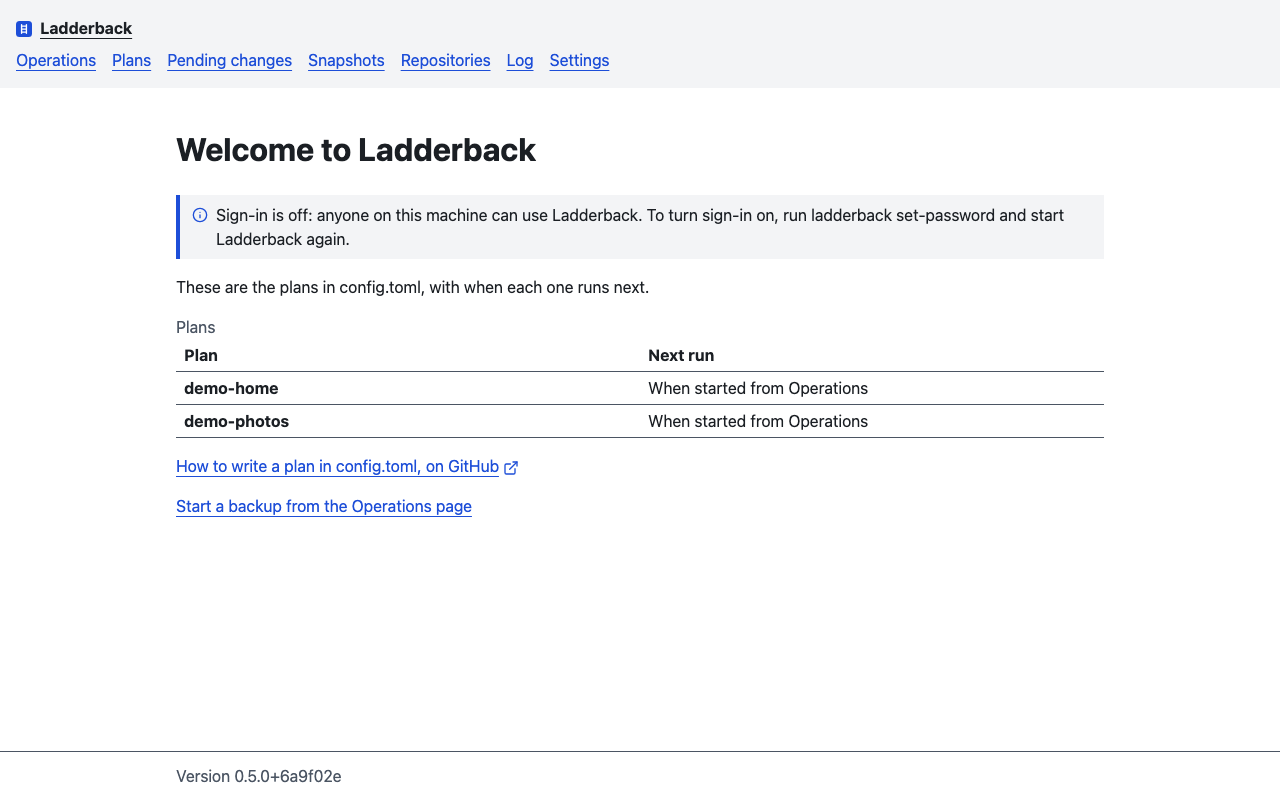 Ladderback
Operations Plans Pending changes Snapshots Repositories Log Settings
Welcome to Ladderback
Sign-in is off: anyone on this machine can use Ladderback. To turn sign-in on, run ladderback set-password and start
Ladderback again.
These are the plans in config.toml, with when each one runs next.
Plans
Plan Next run
demo-home When started from Operations
demo-photos When started from Operations
How to write a plan in config.toml, on GitHub
Start a backup from the Operations page
Version 0.5.0+6a9f02e